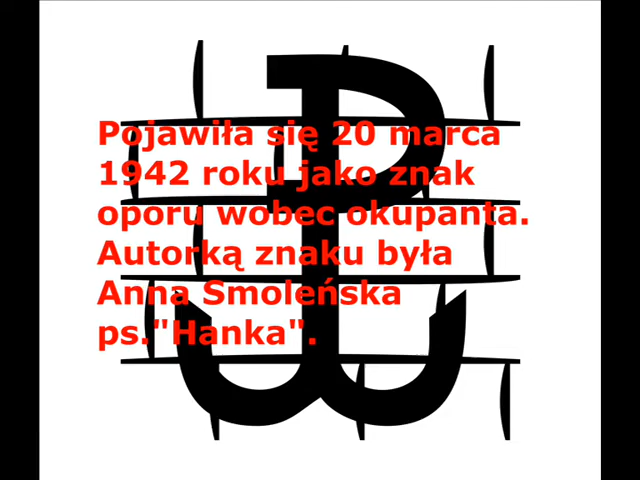 Pojawiła się 20 marca
1942 roku jako znak
oporu wobec okupanta.
Autorką znaku była
Anna Smoleńska
ps."Hanka".